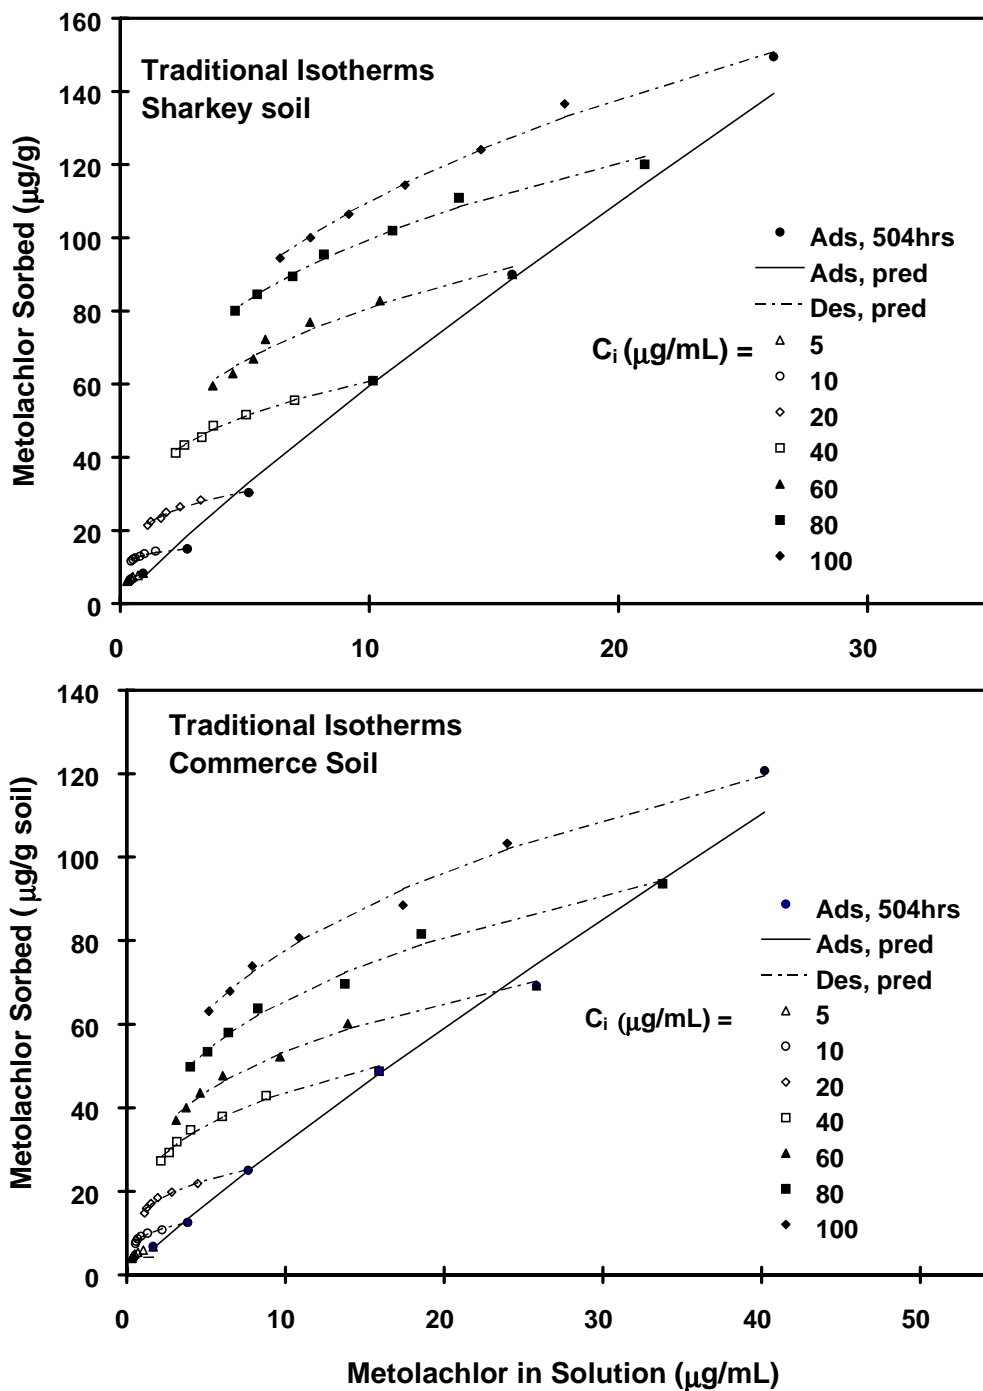 160
140
120
100
80
60
40
20
0
Metolachlor Sorbed (μg/g)
Traditional Isotherms
Sharkey soil
Ads, 504hrs
Ads, pred
Des, pred
Ci (μg/mL) =
5
10
20
40
60
80
100
0 10 20 30
140
120
100
80
60
40
20
0
Metolachlor Sorbed (μg/g soil)
Traditional Isotherms
Commerce Soil
Ads, 504hrs
Ads, pred
Des, pred
Ci (μg/mL) =
5
10
20
40
60
80
100
0 10 20 30 40 50
Metolachlor in Solution (μg/mL)